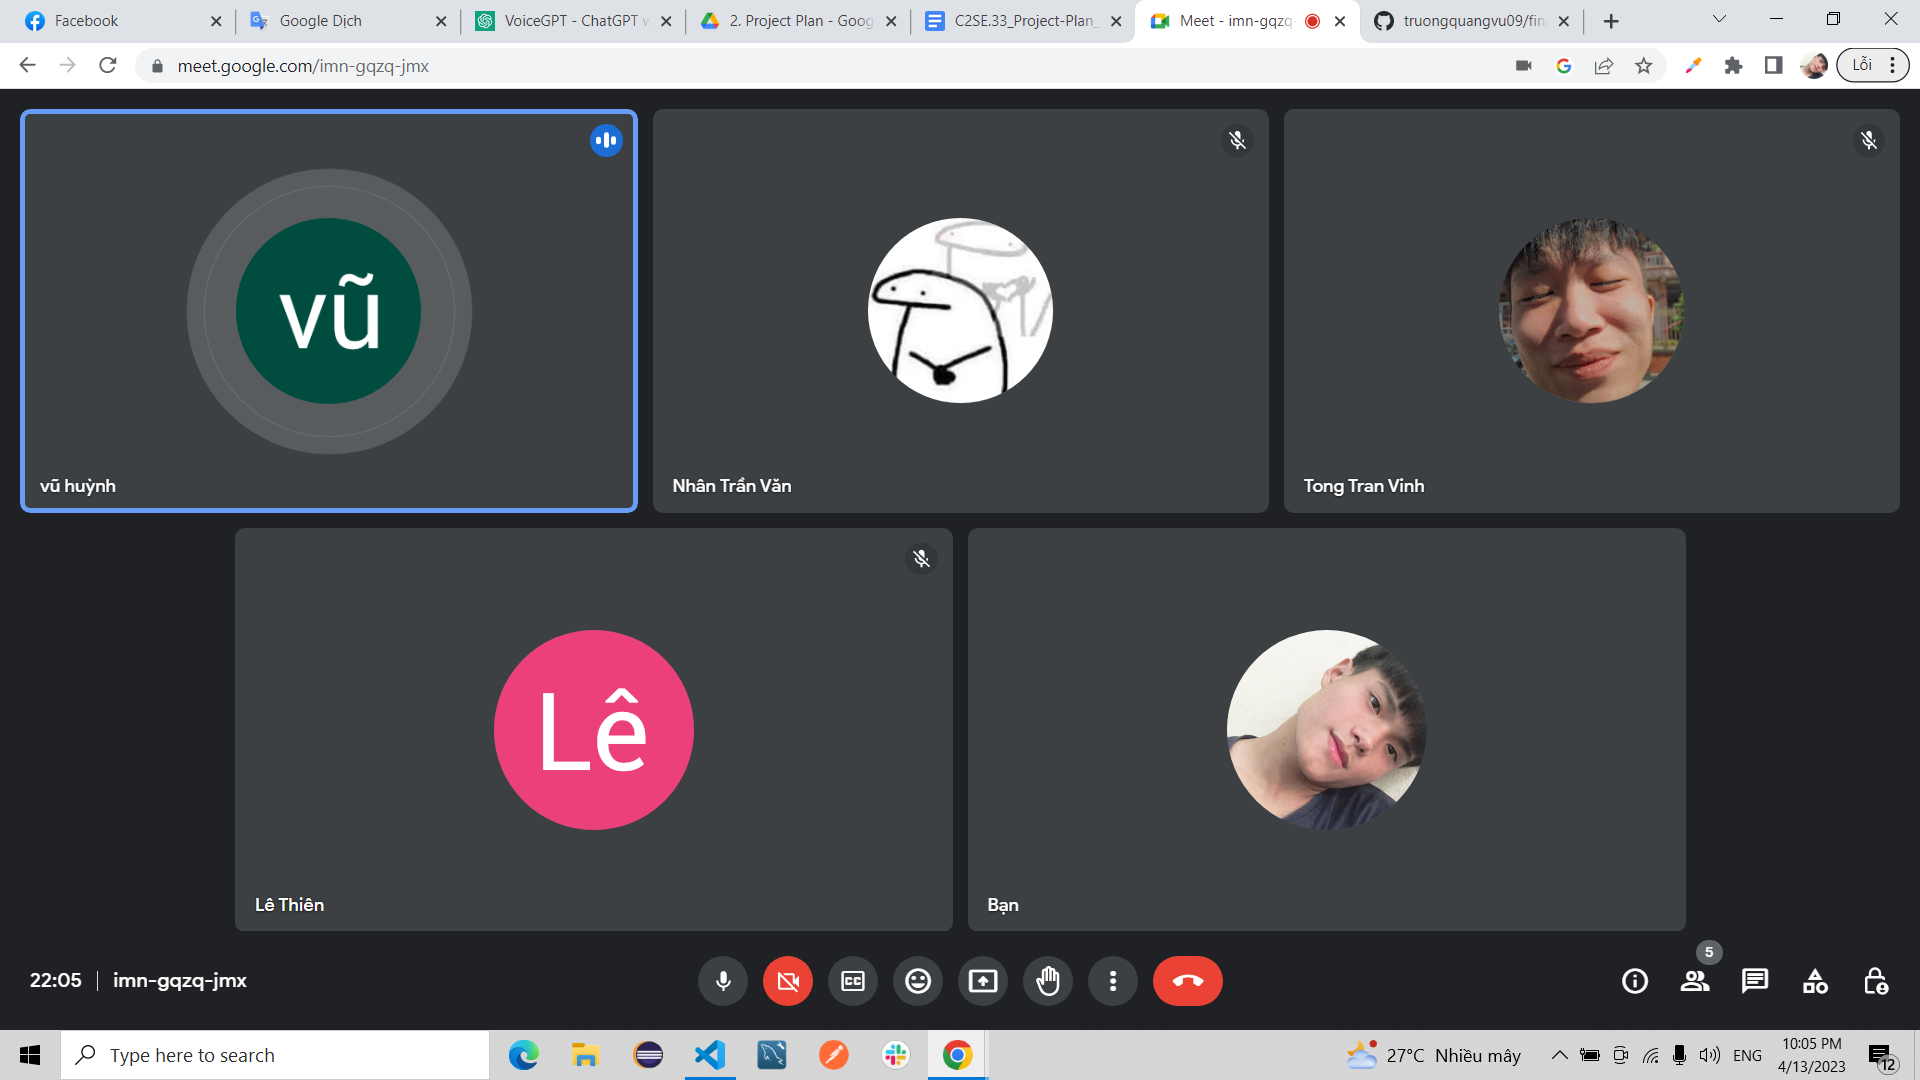 Facebook
Google Dịch
VoiceGPT - ChatGPT w
2. Project Plan - Goog
C2SE.33_Project-Plan_
Meet - imn-gqzq-
truongquangvu09/fin
meet.google.com/imn-gqzq-jmx
Lỗi
vũ
vũ huỳnh
Nhân Trần Văn
Tong Tran Vinh
Lê
Lê Thiên
Bạn
22:05
imn-gqzq-jmx
5
Type here to search
27°C Nhiều mây
ENG
10:05 PM
4/13/2023
12